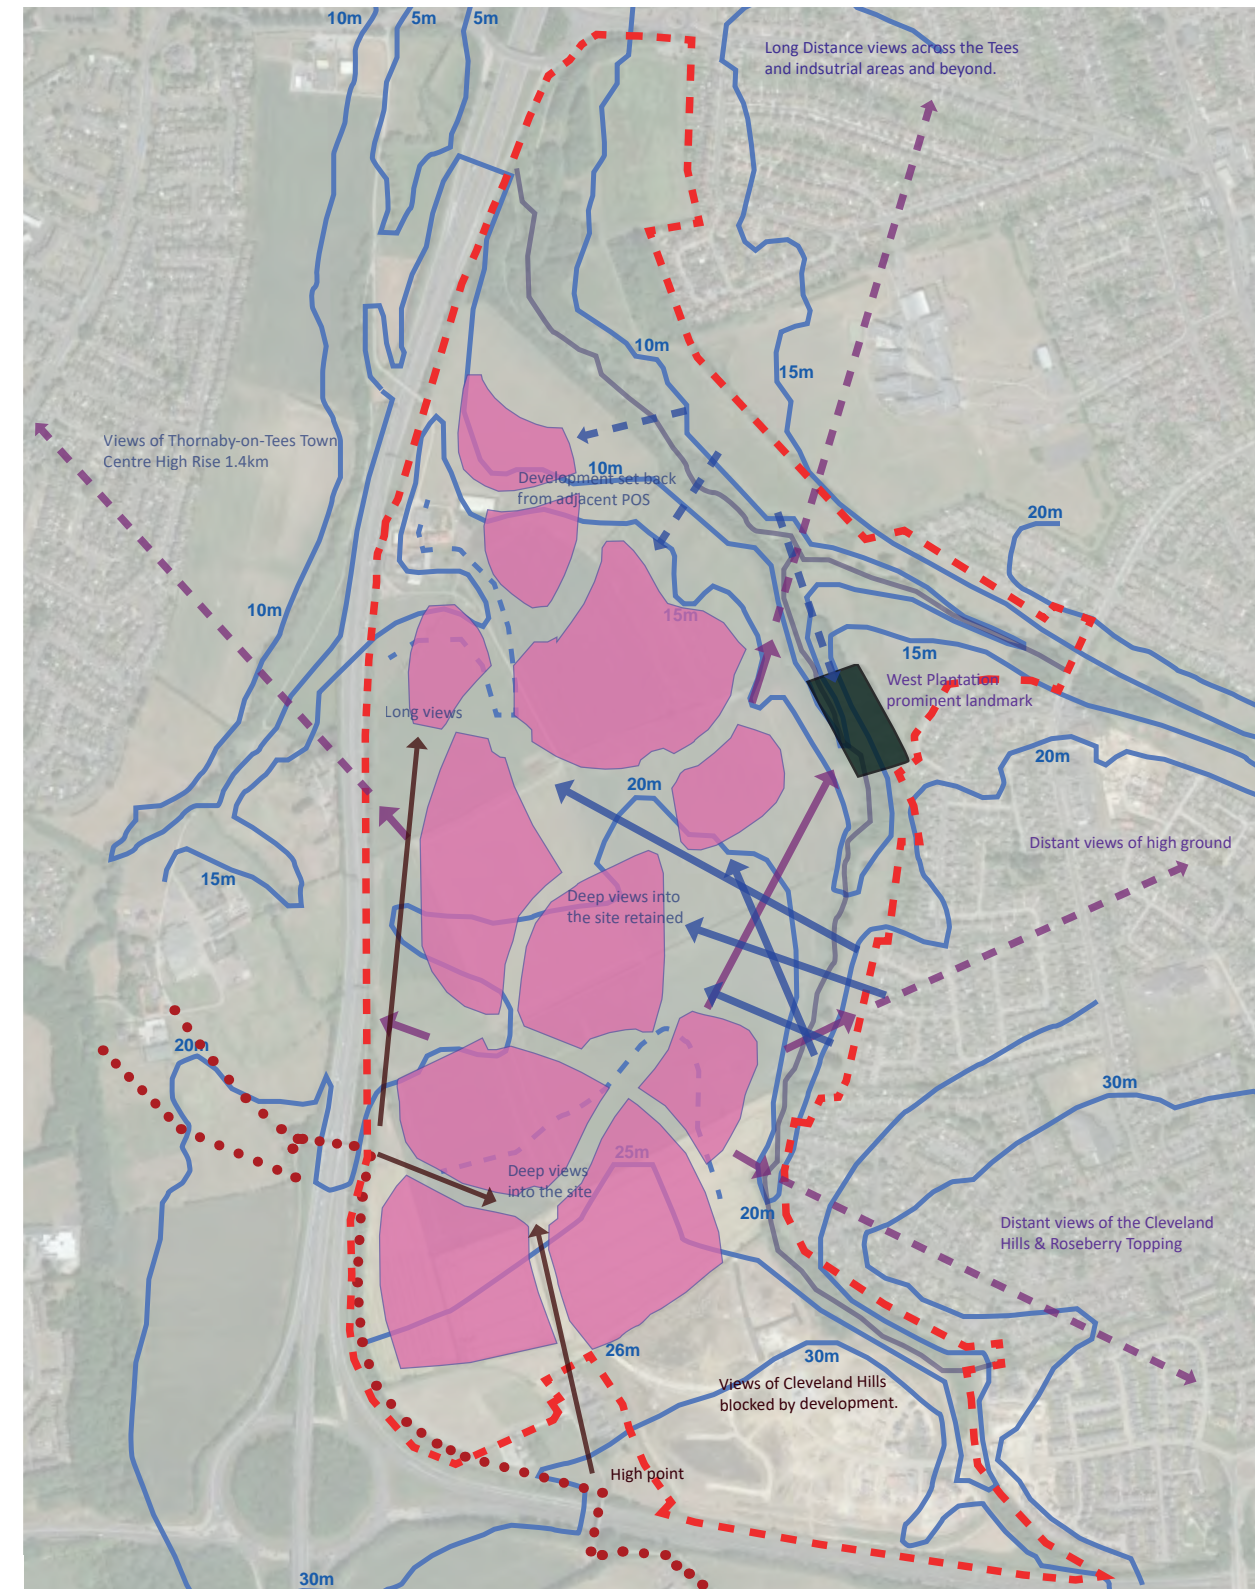 10m
5m
5m
Long Distance views across the Tees
and indsutrial areas and beyond.
10m
15m
Views of Thornaby-on-Tees Town
Centre High Rise 1.4km
10m
Development set back
from adjacent POS
20m
10m
15m
15m
West Plantation
prominent landmark
Long views
20m
20m
Distant views of high ground
15m
Deep views into
the site retained
20m
30m
25m
Deep views
into the site
20m
Distant views of the Cleveland
Hills & Roseberry Topping
26m
30m
Views of Cleveland Hills
blocked by development.
High point
30m